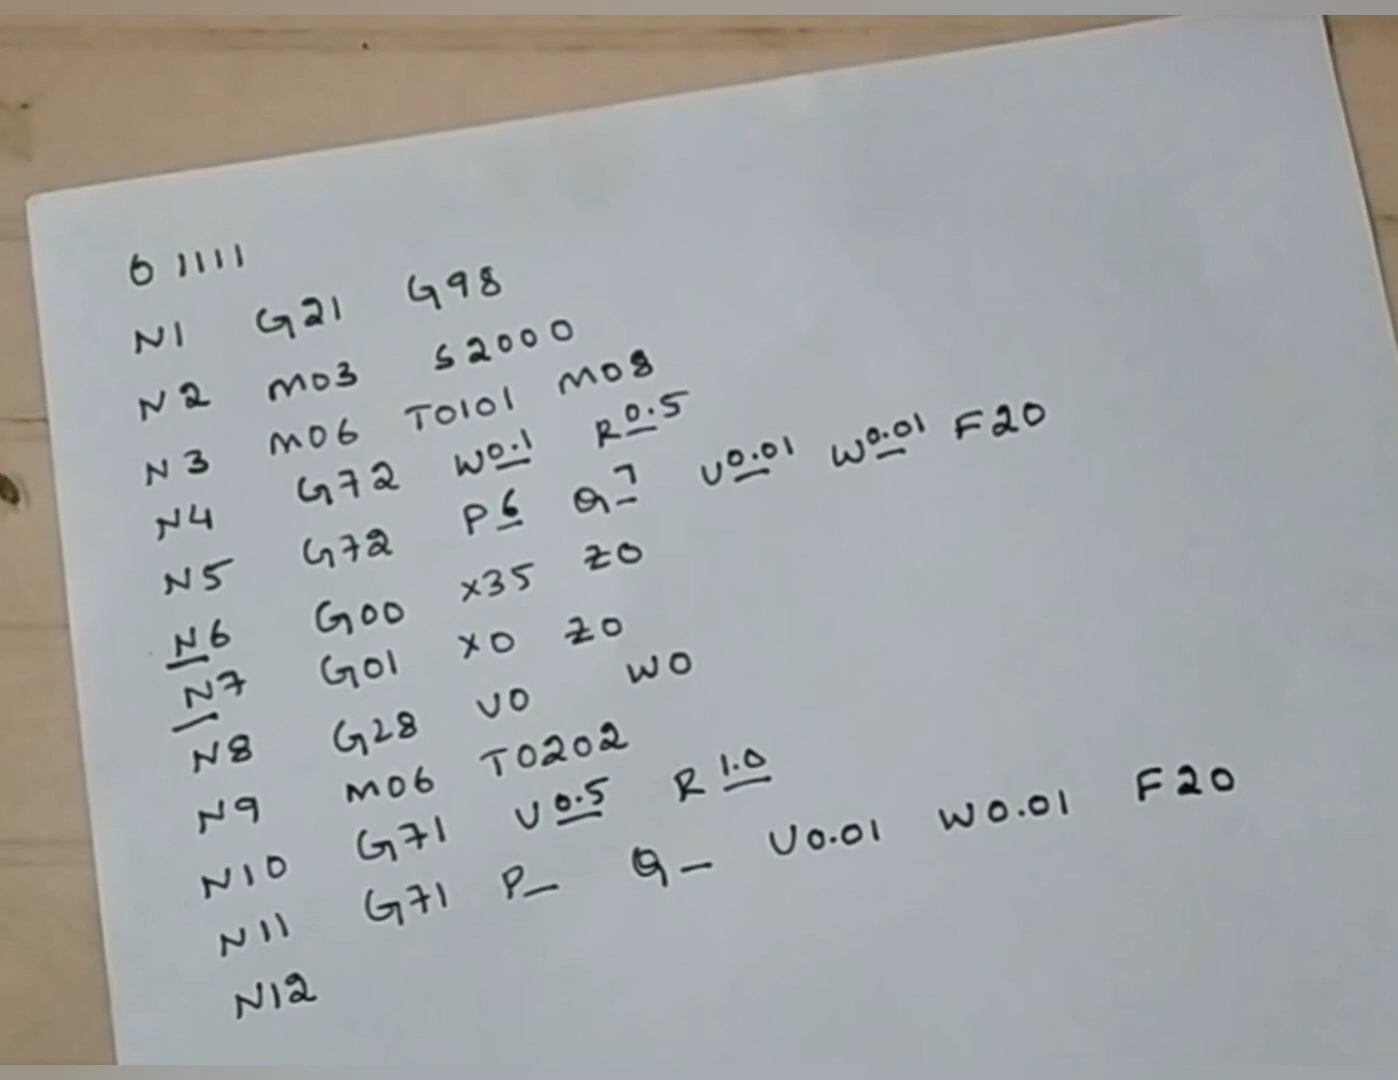 O 1111
N1 G21 G98
N2 M03 S2000
N3 M06 T0101 M08
N4 G72 W0.1 R0.5
N5 G72 P6 Q7 U0.01 W0.01 F20
N6 G00 X35 Z0
N7 G01 X0 Z0
N8 G28 U0 W0
N9 M06 T0202
N10 G71 U0.5 R1.0
N11 G71 P_ Q_ U0.01 W0.01 F20
N12